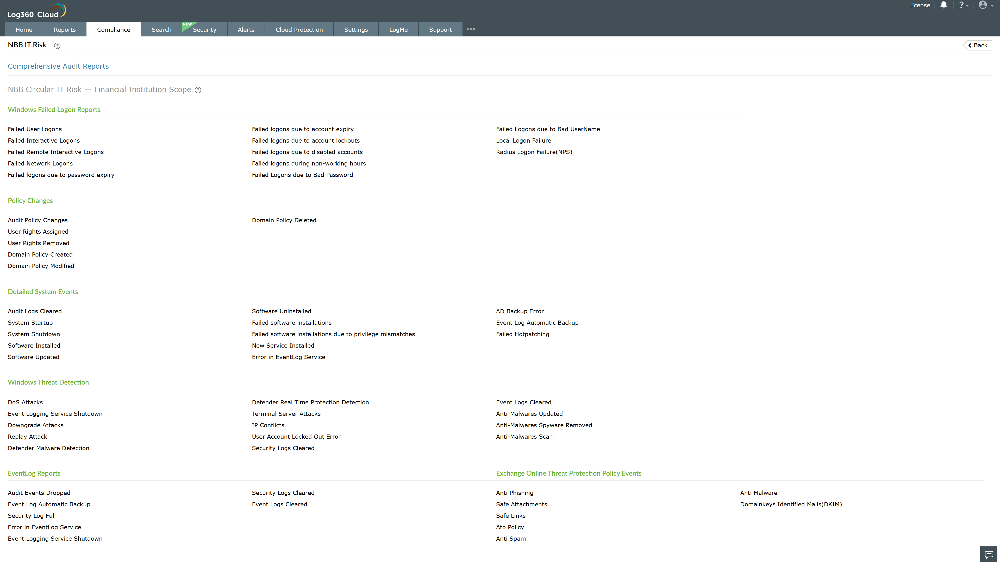 Log360 Cloud
License
?
Home
Reports
Compliance
Search
NEW
Security
Alerts
Cloud Protection
Settings
LogMe
Support
NBB IT Risk ?
Back
Comprehensive Audit Reports
NBB Circular IT Risk — Financial Institution Scope ?
Windows Failed Logon Reports
Failed User Logons
Failed Interactive Logons
Failed Remote Interactive Logons
Failed Network Logons
Failed logons due to password expiry
Failed logons due to account expiry
Failed logons due to account lockouts
Failed logons due to disabled accounts
Failed logons during non-working hours
Failed Logons due to Bad Password
Failed Logons due to Bad UserName
Local Logon Failure
Radius Logon Failure(NPS)
Policy Changes
Audit Policy Changes
User Rights Assigned
User Rights Removed
Domain Policy Created
Domain Policy Modified
Domain Policy Deleted
Detailed System Events
Audit Logs Cleared
System Startup
System Shutdown
Software Installed
Software Updated
Software Uninstalled
Failed software installations
Failed software installations due to privilege mismatches
New Service Installed
Error in EventLog Service
AD Backup Error
Event Log Automatic Backup
Failed Hotpatching
Windows Threat Detection
DoS Attacks
Event Logging Service Shutdown
Downgrade Attacks
Replay Attack
Defender Malware Detection
Defender Real Time Protection Detection
Terminal Server Attacks
IP Conflicts
User Account Locked Out Error
Security Logs Cleared
Event Logs Cleared
Anti-Malwares Updated
Anti-Malwares Spyware Removed
Anti-Malwares Scan
EventLog Reports
Audit Events Dropped
Event Log Automatic Backup
Security Log Full
Error in EventLog Service
Event Logging Service Shutdown
Security Logs Cleared
Event Logs Cleared
Exchange Online Threat Protection Policy Events
Anti Phishing
Safe Attachments
Safe Links
Atp Policy
Anti Spam
Anti Malware
Domainkeys Identified Mails(DKIM)